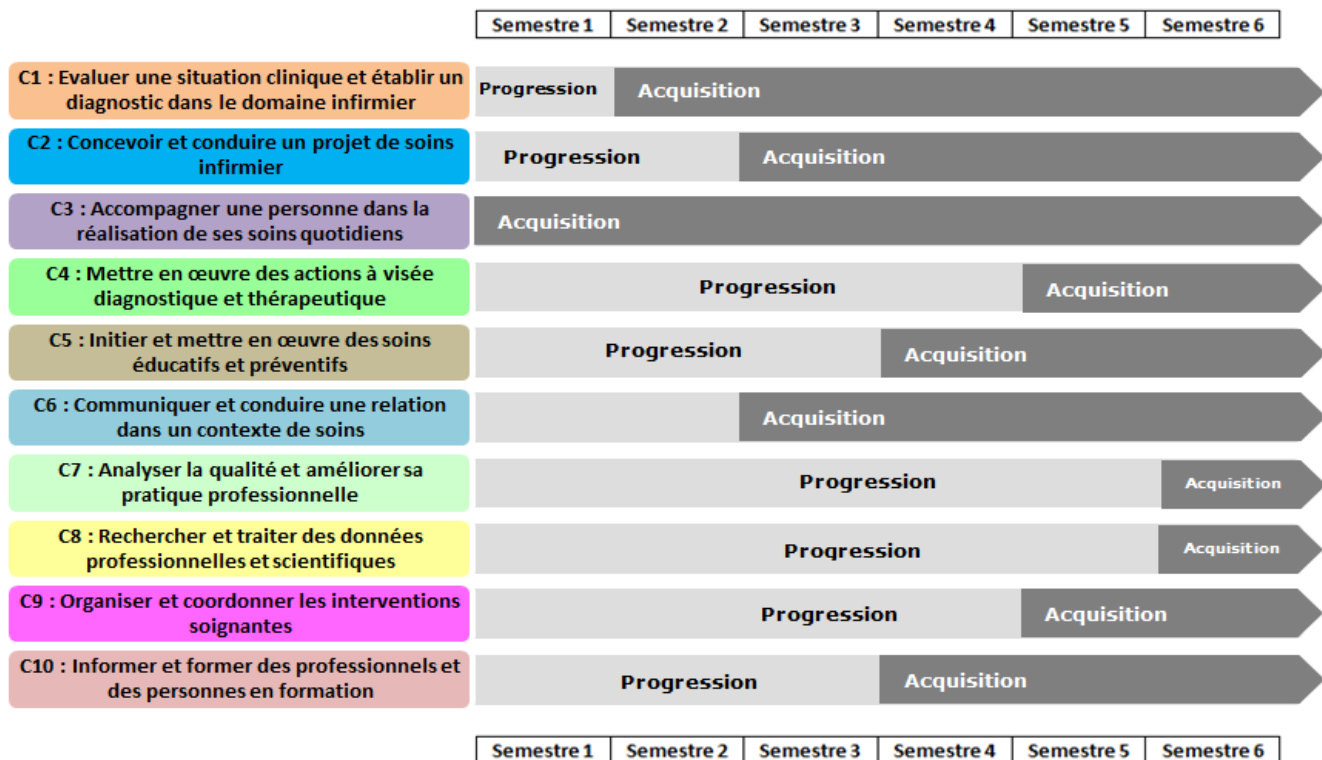 Semestre 1 Semestre 2 Semestre 3 Semestre 4 Semestre 5 Semestre 6
C1 : Evaluer une situation clinique et établir un
diagnostic dans le domaine infirmier
Progression Acquisition
C2 : Concevoir et conduire un projet de soins
infirmier
Progression Acquisition
C3 : Accompagner une personne dans la
réalisation de ses soins quotidiens
Acquisition
C4 : Mettre en œuvre des actions à visée
diagnostique et thérapeutique
Progression Acquisition
C5 : Initier et mettre en œuvre des soins
éducatifs et préventifs
Progression Acquisition
C6 : Communiquer et conduire une relation
dans un contexte de soins
Acquisition
C7 : Analyser la qualité et améliorer sa
pratique professionnelle
Progression Acquisition
C8 : Rechercher et traiter des données
professionnelles et scientifiques
Progression Acquisition
C9 : Organiser et coordonner les interventions
soignantes
Progression Acquisition
C10 : Informer et former des professionnels et
des personnes en formation
Progression Acquisition
Semestre 1 Semestre 2 Semestre 3 Semestre 4 Semestre 5 Semestre 6